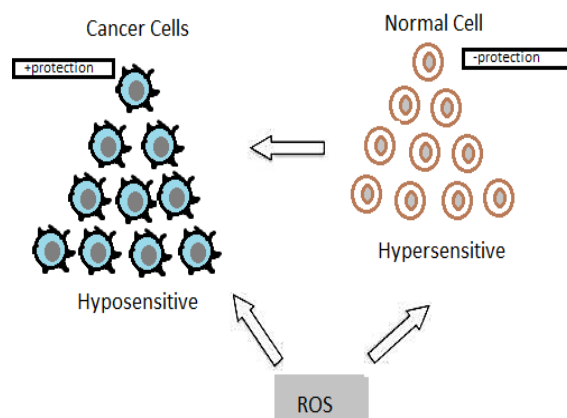 Cancer Cells
Normal Cell
+protection
-protection
Hyposensitive
Hypersensitive
ROS